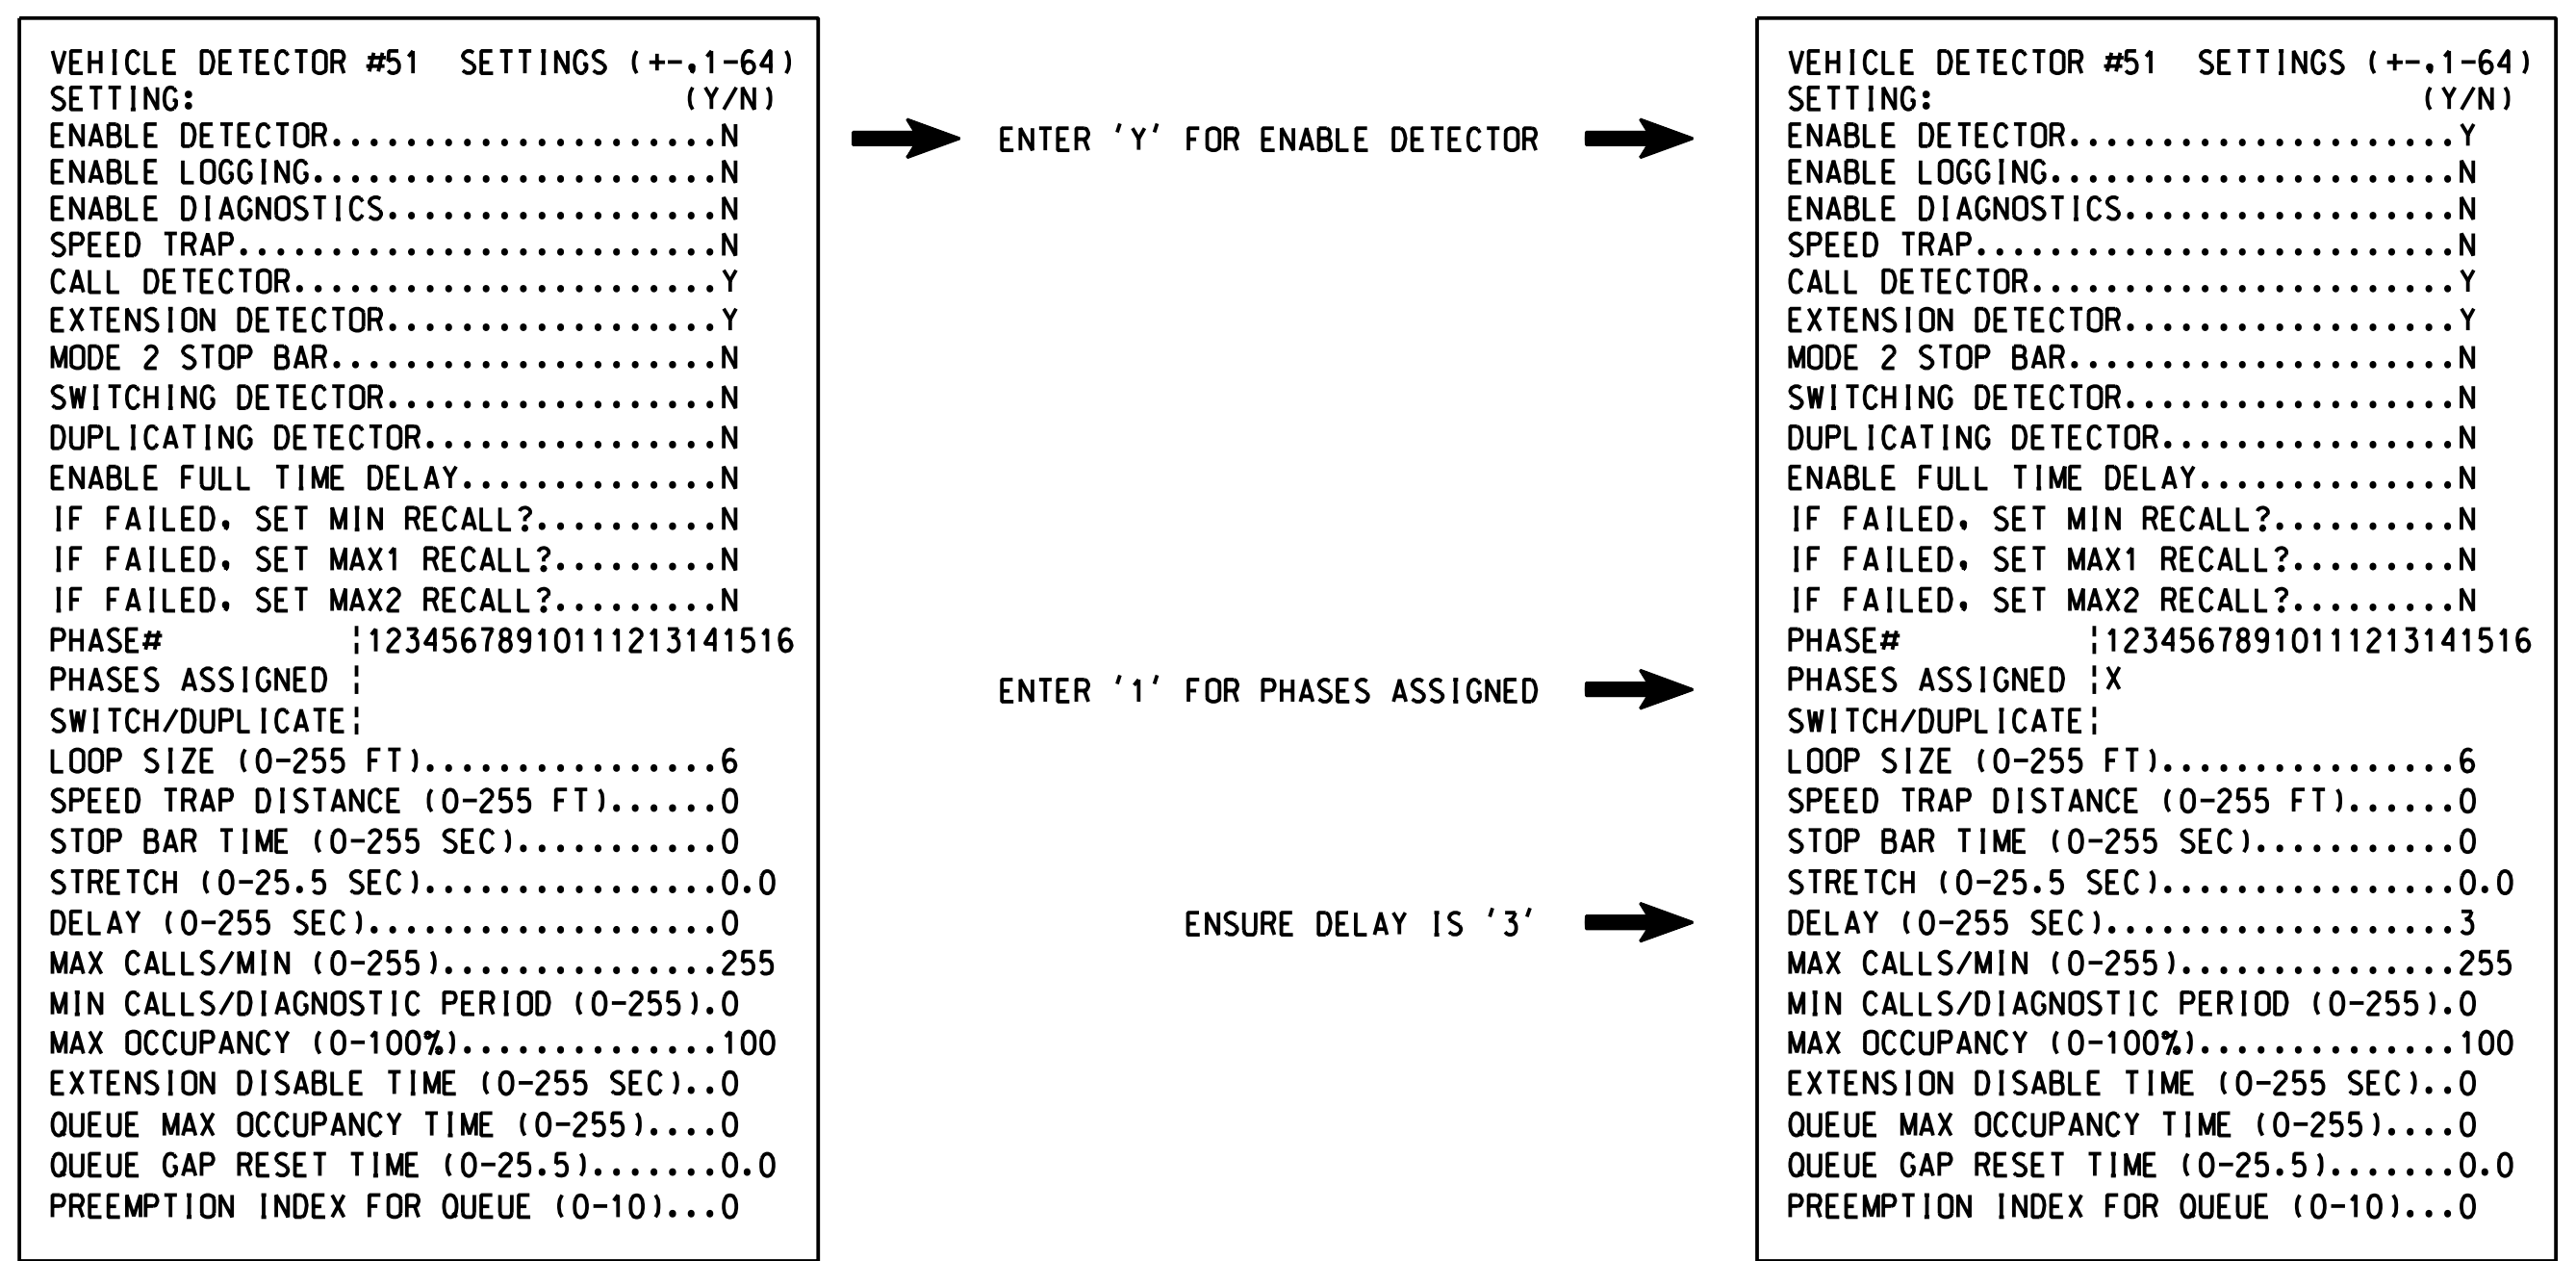 VEHICLE DETECTOR #51  SETTINGS (+-,1-64)
SETTING:                          (Y/N)
ENABLE DETECTOR.....................N
ENABLE LOGGING......................N
ENABLE DIAGNOSTICS..................N
SPEED TRAP..........................N
CALL DETECTOR.......................Y
EXTENSION DETECTOR..................Y
MODE 2 STOP BAR.....................N
SWITCHING DETECTOR..................N
DUPLICATING DETECTOR................N
ENABLE FULL TIME DELAY..............N
IF FAILED, SET MIN RECALL?..........N
IF FAILED, SET MAX1 RECALL?.........N
IF FAILED, SET MAX2 RECALL?.........N
PHASE#          ¦12345678910111213141516
PHASES ASSIGNED ¦
SWITCH/DUPLICATE¦
LOOP SIZE (0-255 FT)................6
SPEED TRAP DISTANCE (0-255 FT)......0
STOP BAR TIME (0-255 SEC)...........0
STRETCH (0-25.5 SEC)................0.0
DELAY (0-255 SEC)...................0
MAX CALLS/MIN (0-255)...............255
MIN CALLS/DIAGNOSTIC PERIOD (0-255).0
MAX OCCUPANCY (0-100%)..............100
EXTENSION DISABLE TIME (0-255 SEC)..0
QUEUE MAX OCCUPANCY TIME (0-255)....0
QUEUE GAP RESET TIME (0-25.5).......0.0
PREEMPTION INDEX FOR QUEUE (0-10)...0
ENTER 'Y' FOR ENABLE DETECTOR
ENTER '1' FOR PHASES ASSIGNED
ENSURE DELAY IS '3'
VEHICLE DETECTOR #51  SETTINGS (+-,1-64)
SETTING:                          (Y/N)
ENABLE DETECTOR.....................Y
ENABLE LOGGING......................N
ENABLE DIAGNOSTICS..................N
SPEED TRAP..........................N
CALL DETECTOR.......................Y
EXTENSION DETECTOR..................Y
MODE 2 STOP BAR.....................N
SWITCHING DETECTOR..................N
DUPLICATING DETECTOR................N
ENABLE FULL TIME DELAY..............N
IF FAILED, SET MIN RECALL?..........N
IF FAILED, SET MAX1 RECALL?.........N
IF FAILED, SET MAX2 RECALL?.........N
PHASE#          ¦12345678910111213141516
PHASES ASSIGNED ¦X
SWITCH/DUPLICATE¦
LOOP SIZE (0-255 FT)................6
SPEED TRAP DISTANCE (0-255 FT)......0
STOP BAR TIME (0-255 SEC)...........0
STRETCH (0-25.5 SEC)................0.0
DELAY (0-255 SEC)...................3
MAX CALLS/MIN (0-255)...............255
MIN CALLS/DIAGNOSTIC PERIOD (0-255).0
MAX OCCUPANCY (0-100%)..............100
EXTENSION DISABLE TIME (0-255 SEC)..0
QUEUE MAX OCCUPANCY TIME (0-255)....0
QUEUE GAP RESET TIME (0-25.5).......0.0
PREEMPTION INDEX FOR QUEUE (0-10)...0